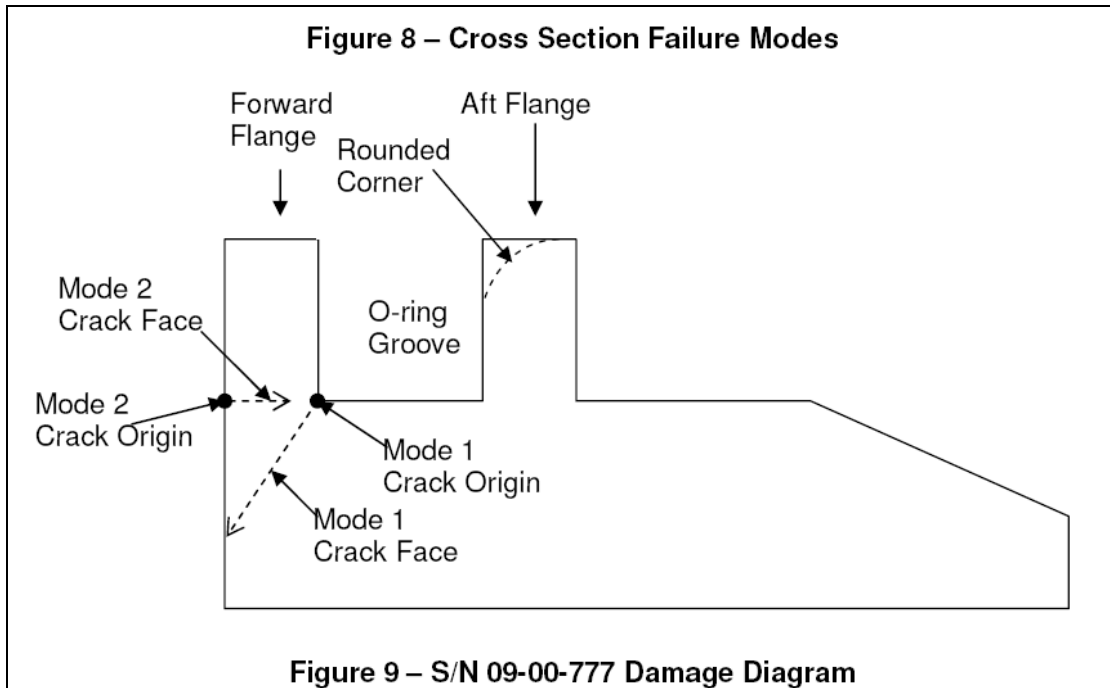 Figure 8 – Cross Section Failure Modes
Forward
Flange
Aft Flange
Rounded
Corner
Mode 2
Crack Face
O-ring
Groove
Mode 2
Crack Origin
Mode 1
Crack Origin
Mode 1
Crack Face
Figure 9 – S/N 09-00-777 Damage Diagram